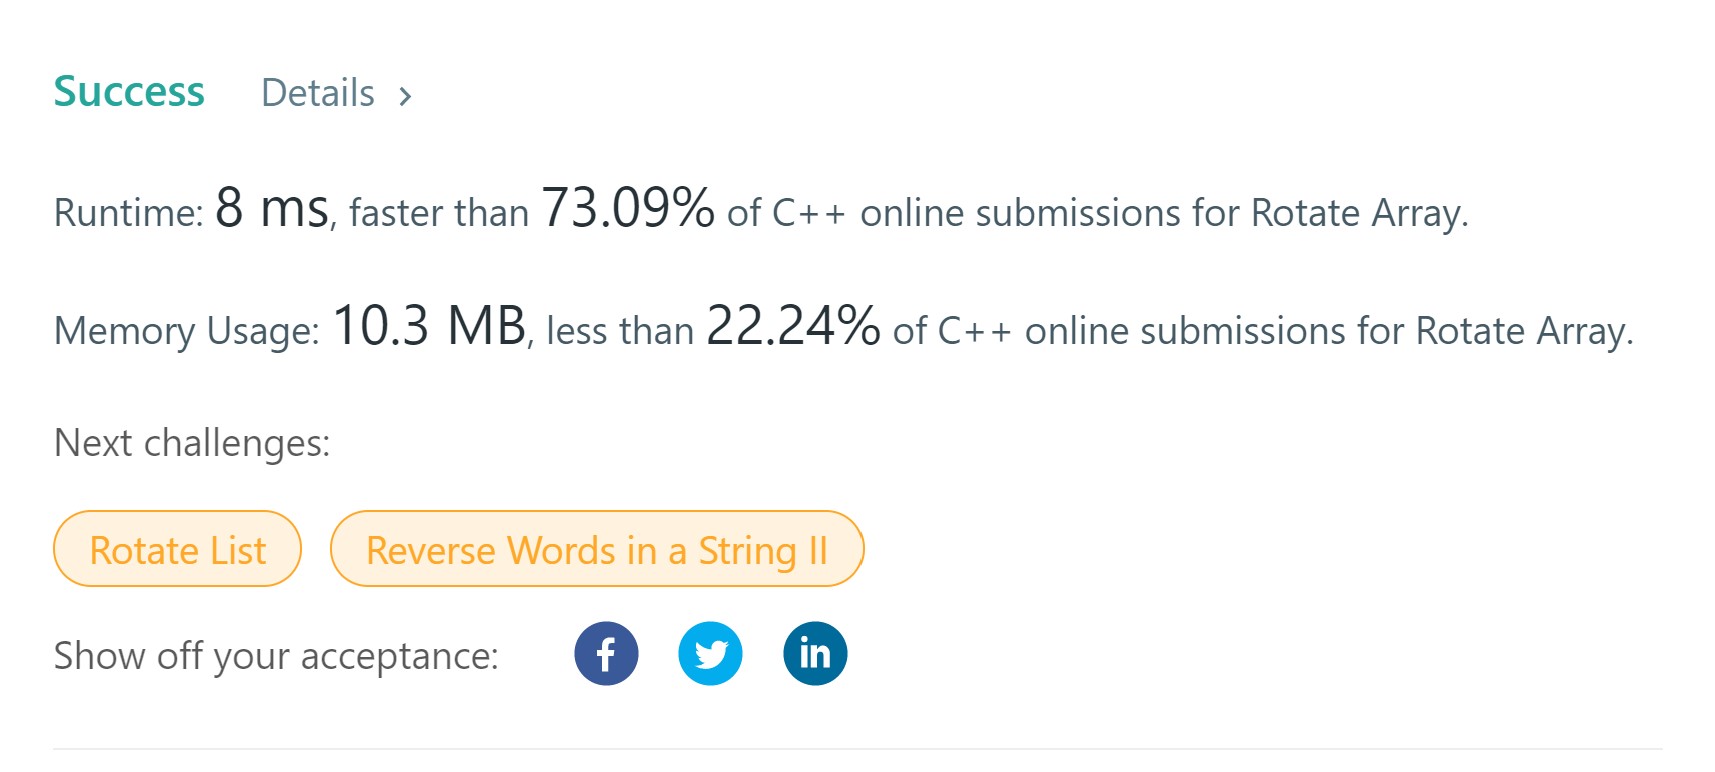 Success Details >
Runtime: 8 ms, faster than 73.09% of C++ online submissions for Rotate Array.
Memory Usage: 10.3 MB, less than 22.24% of C++ online submissions for Rotate Array.
Next challenges:
Rotate List Reverse Words in a String II
Show off your acceptance: f in